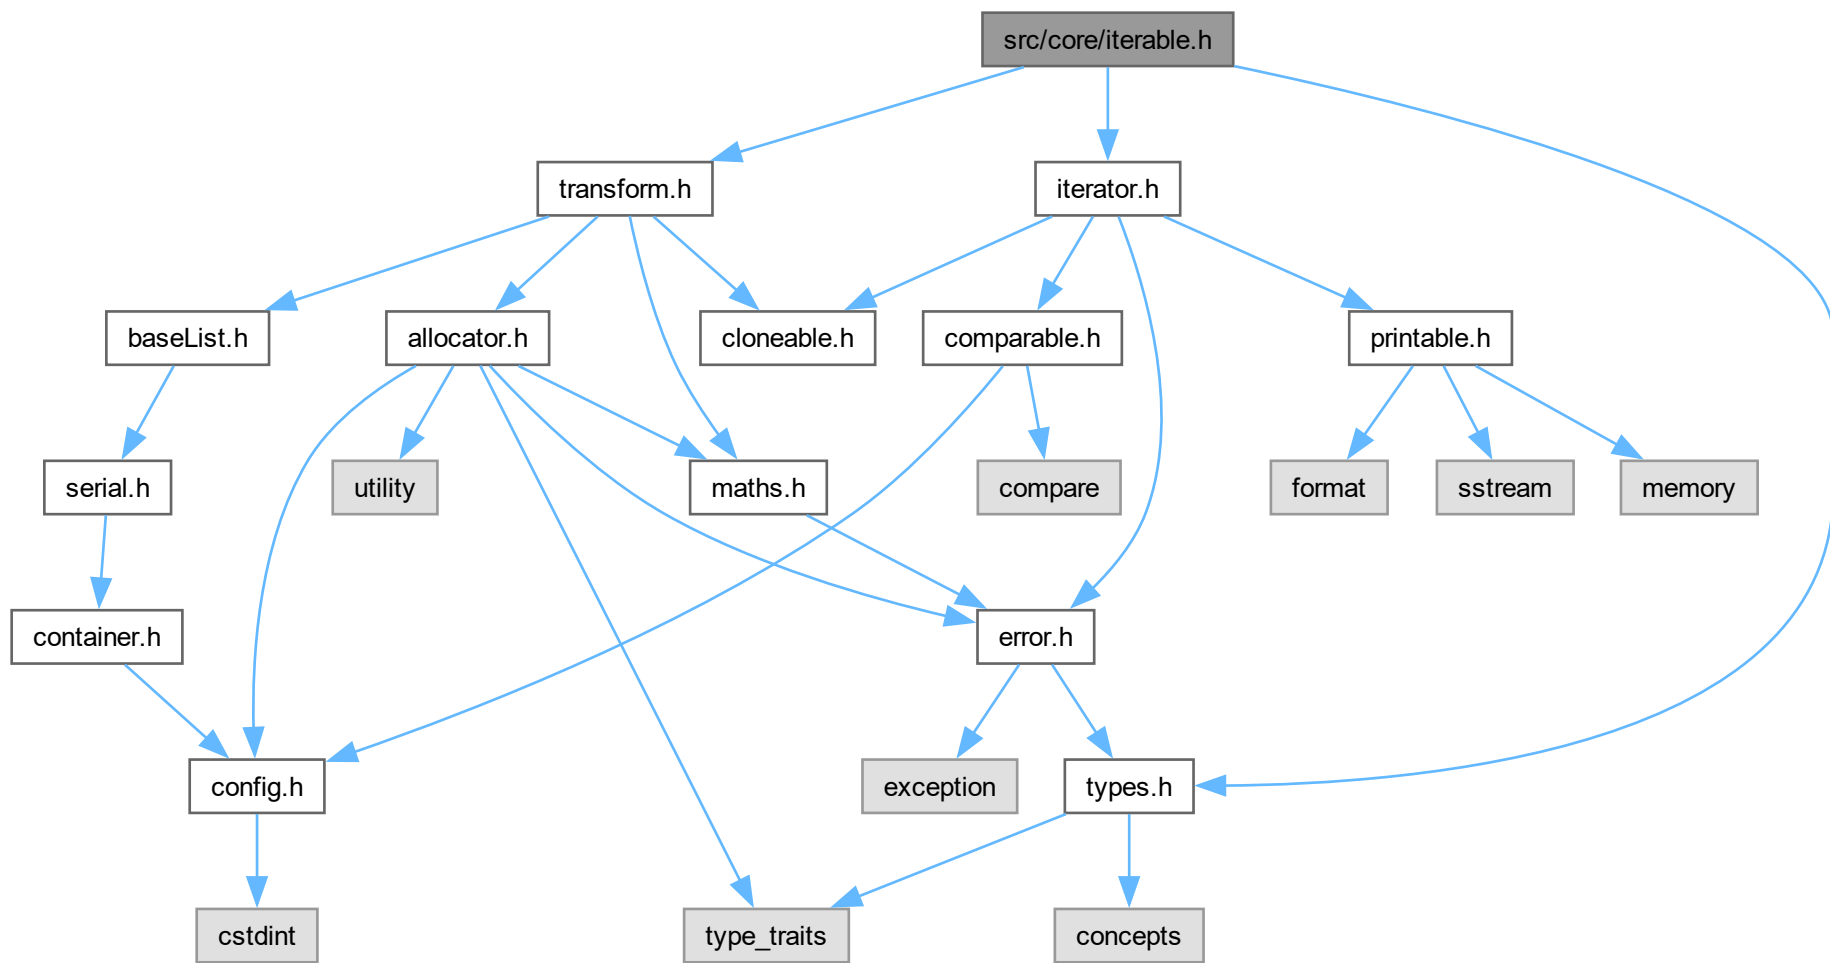 src/core/iterable.h
transform.h
iterator.h
baseList.h
allocator.h
cloneable.h
comparable.h
printable.h
serial.h
utility
maths.h
compare
format
sstream
memory
container.h
error.h
config.h
exception
types.h
cstdint
type_traits
concepts